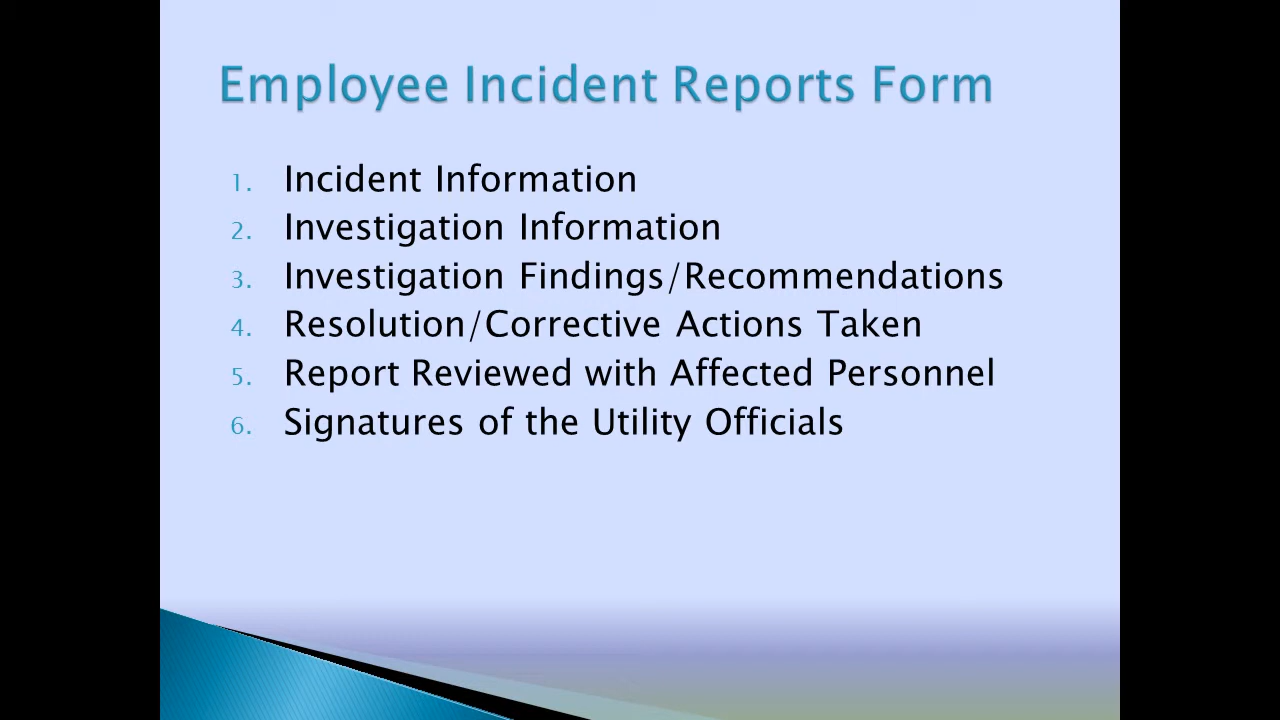 Employee Incident Reports Form
1. Incident Information
2. Investigation Information
3. Investigation Findings/Recommendations
4. Resolution/Corrective Actions Taken
5. Report Reviewed with Affected Personnel
6. Signatures of the Utility Officials